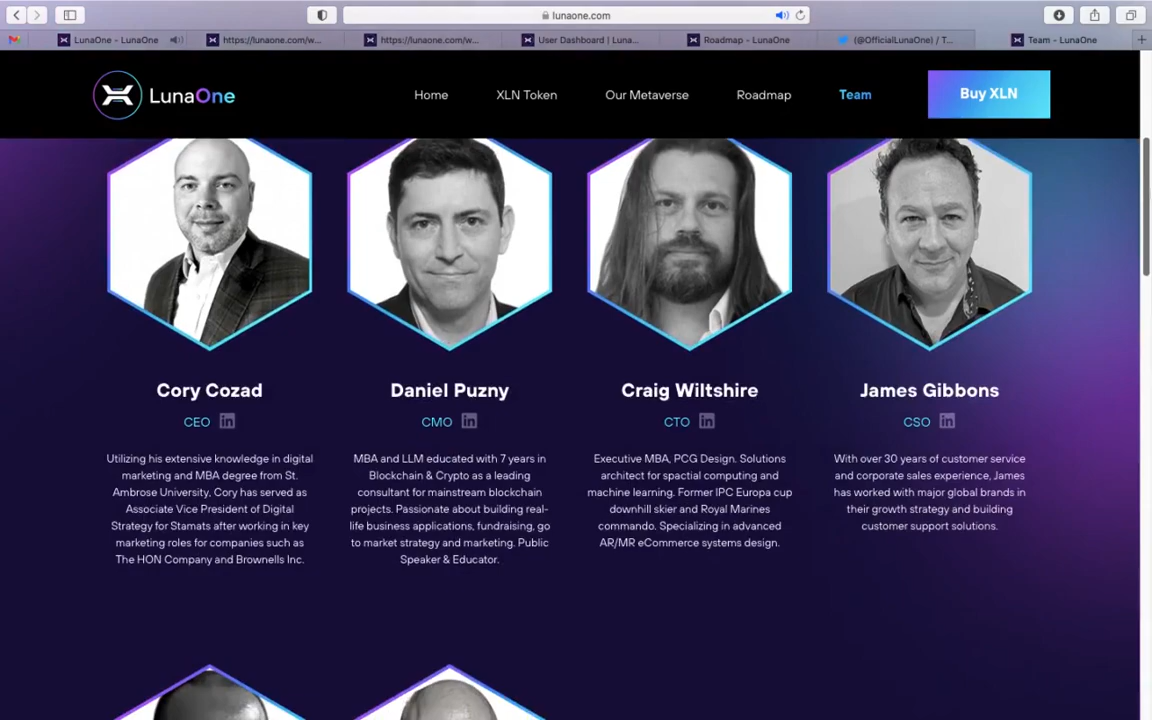 lunaone.com
LunaOne - LunaOne
https://lunaone.com/w...
https://lunaone.com/w...
User Dashboard | Luna...
Roadmap - LunaOne
(@OfficialLunaOne) / T...
Team - LunaOne
LunaOne
Home
XLN Token
Our Metaverse
Roadmap
Team
Buy XLN
Cory Cozad
CEO in
Utilizing his extensive knowledge in digital
marketing and MBA degree from St.
Ambrose University, Cory has served as
Associate Vice President of Digital
Strategy for Stamats after working in key
marketing roles for companies such as
The HON Company and Brownells Inc.
Daniel Puzny
CMO in
MBA and LLM educated with 7 years in
Blockchain & Crypto as a leading
consultant for mainstream blockchain
projects. Passionate about building real-
life business applications, fundraising, go
to market strategy and marketing. Public
Speaker & Educator.
Craig Wiltshire
CTO in
Executive MBA, PCG Design. Solutions
architect for spactial computing and
machine learning. Former IPC Europa cup
downhill skier and Royal Marines
commando. Specializing in advanced
AR/MR eCommerce systems design.
James Gibbons
CSO in
With over 30 years of customer service
and corporate sales experience, James
has worked with major global brands in
their growth strategy and building
customer support solutions.